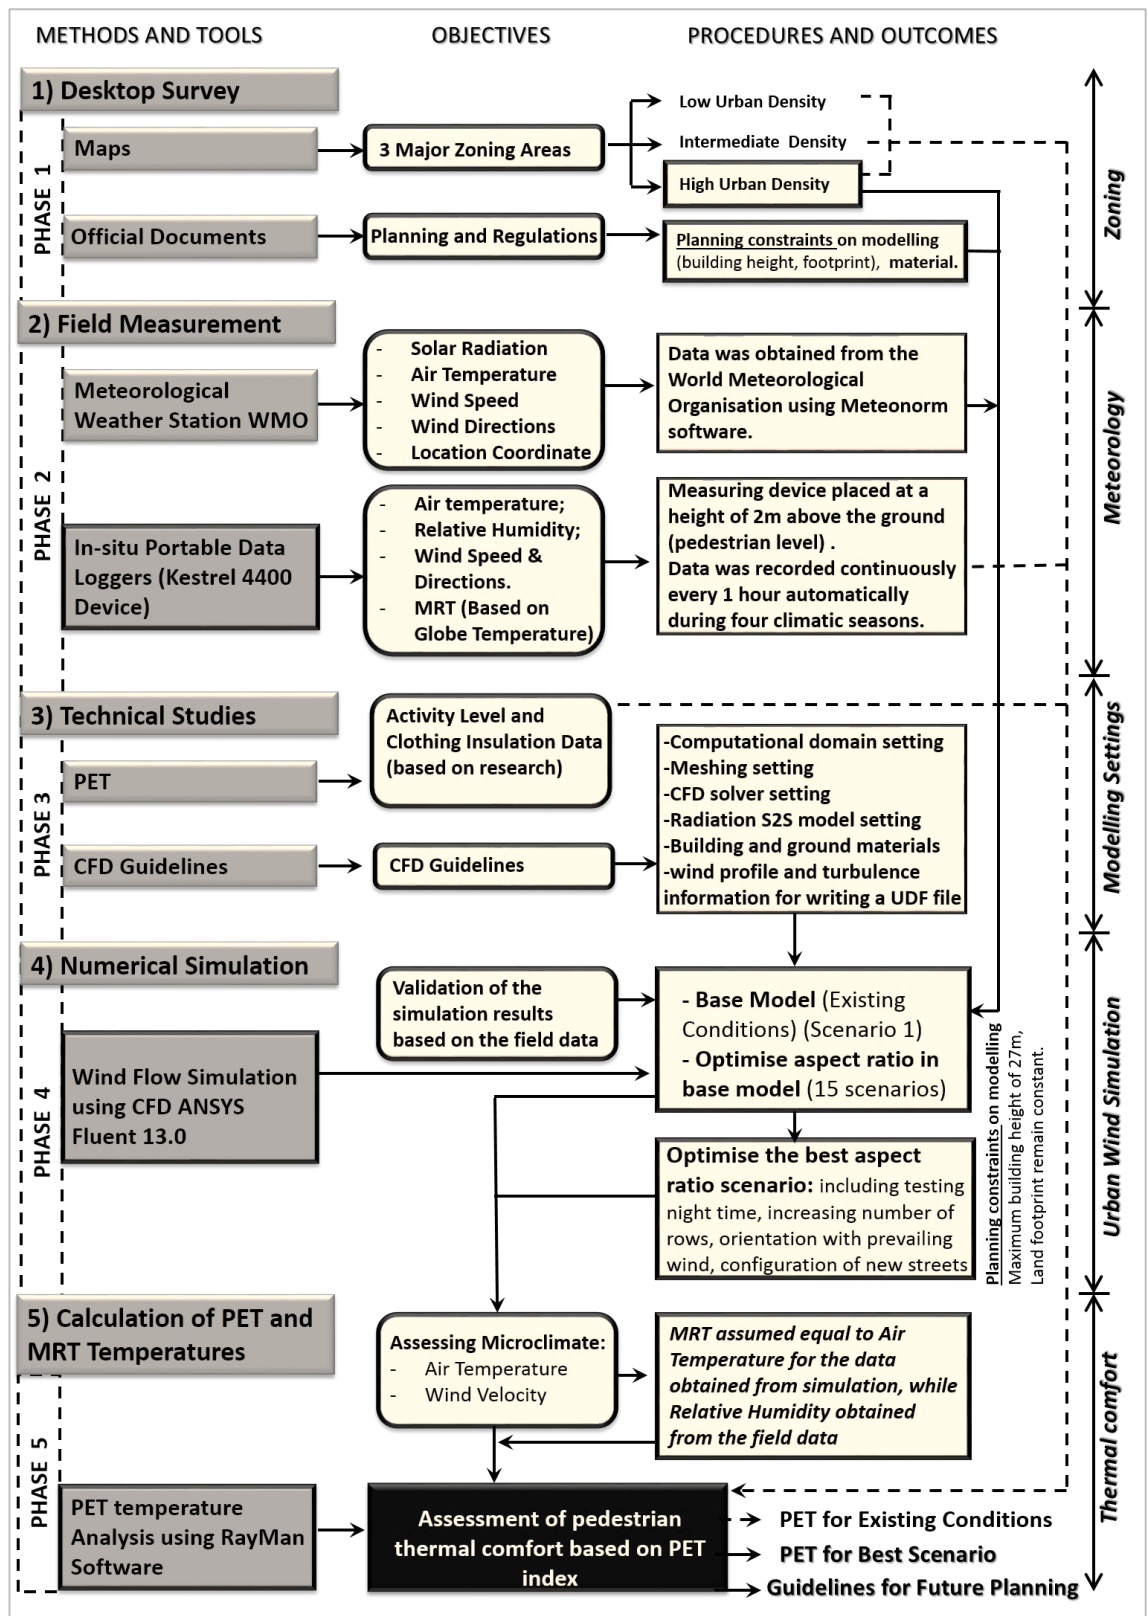 METHODS AND TOOLS
OBJECTIVES
PROCEDURES AND OUTCOMES
1) Desktop Survey
PHASE 1
Maps
3 Major Zoning Areas
Low Urban Density
Intermediate Density
High Urban Density
Official Documents
Planning and Regulations
Planning constraints on modelling
(building height, footprint), material.
Zoning
2) Field Measurement
PHASE 2
Meteorological
Weather Station WMO
- Solar Radiation
- Air Temperature
- Wind Speed
- Wind Directions
- Location Coordinate
Data was obtained from the
World Meteorological
Organisation using Meteonorm
software.
In-situ Portable Data
Loggers (Kestrel 4400
Device)
- Air temperature;
- Relative Humidity;
- Wind Speed &
Directions.
- MRT (Based on
Globe Temperature)
Measuring device placed at a
height of 2m above the ground
(pedestrian level) .
Data was recorded continuously
every 1 hour automatically
during four climatic seasons.
Meteorology
3) Technical Studies
PHASE 3
PET
Activity Level and
Clothing Insulation Data
(based on research)
CFD Guidelines
CFD Guidelines
-Computational domain setting
-Meshing setting
-CFD solver setting
-Radiation S2S model setting
-Building and ground materials
-wind profile and turbulence
information for writing a UDF file
Modelling Settings
4) Numerical Simulation
PHASE 4
Wind Flow Simulation
using CFD ANSYS
Fluent 13.0
Validation of the
simulation results
based on the field data
- Base Model (Existing
Conditions) (Scenario 1)
- Optimise aspect ratio in
base model (15 scenarios)
Optimise the best aspect
ratio scenario: including testing
night time, increasing number of
rows, orientation with prevailing
wind, configuration of new streets
Planning constraints on modelling
Maximum building height of 27m,
Land footprint remain constant.
Urban Wind Simulation
5) Calculation of PET and
MRT Temperatures
PHASE 5
Assessing Microclimate:
- Air Temperature
- Wind Velocity
MRT assumed equal to Air
Temperature for the data
obtained from simulation, while
Relative Humidity obtained
from the field data
PET temperature
Analysis using RayMan
Software
Assessment of pedestrian
thermal comfort based on PET
index
PET for Existing Conditions
PET for Best Scenario
Guidelines for Future Planning
Thermal comfort